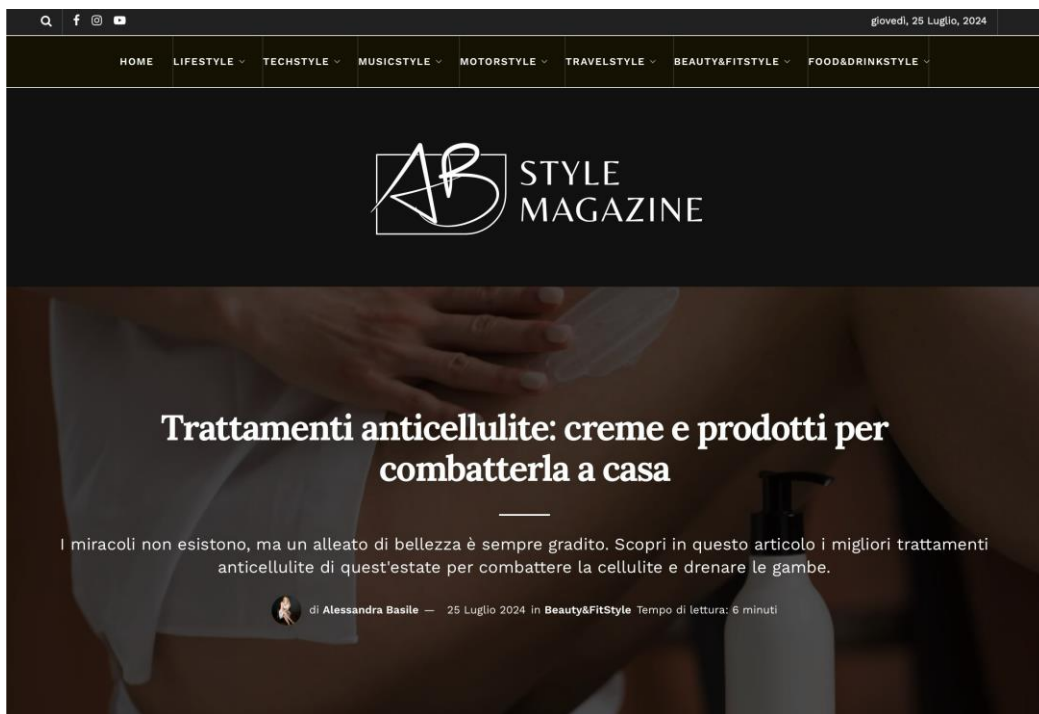 giovedì, 25 Luglio, 2024
HOME LIFESTYLE TECHSTYLE MUSICSTYLE MOTORSTYLE TRAVELSTYLE BEAUTY&FITSTYLE FOOD&DRINKSTYLE
AB
STYLE
MAGAZINE
Trattamenti anticellulite: creme e prodotti per
combatterla a casa
I miracoli non esistono, ma un alleato di bellezza è sempre gradito. Scopri in questo articolo i migliori trattamenti
anticellulite di quest'estate per combattere la cellulite e drenare le gambe.
di Alessandra Basile — 25 Luglio 2024 in Beauty&FitStyle Tempo di lettura: 6 minuti